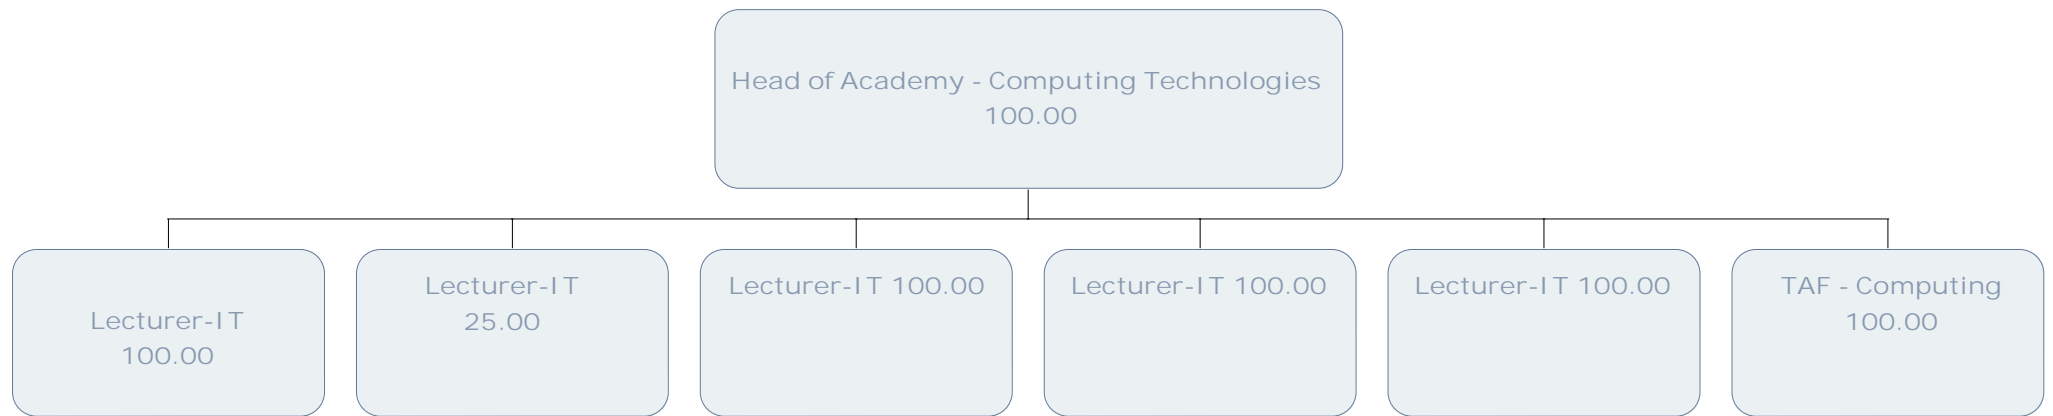 Head of Academy - Computing Technologies
100.00
Lecturer-IT
100.00
Lecturer-IT
25.00
Lecturer-IT 100.00
Lecturer-IT 100.00
Lecturer-IT 100.00
TAF - Computing
100.00